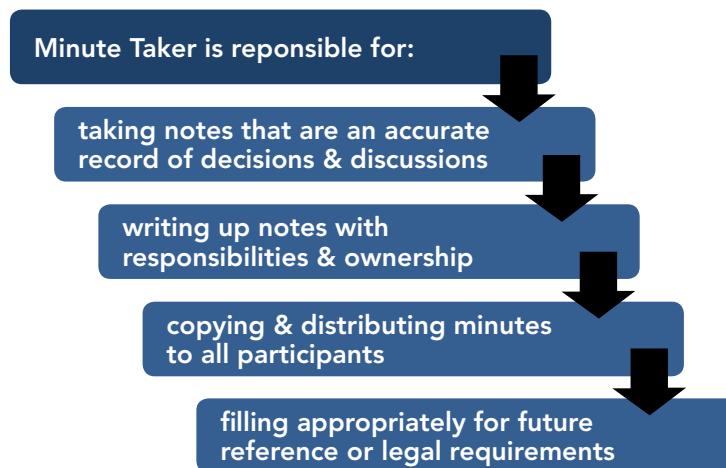 Minute Taker is reponsible for:
taking notes that are an accurate
record of decisions & discussions
writing up notes with
responsibilities & ownership
copying & distributing minutes
to all participants
filling appropriately for future
reference or legal requirements